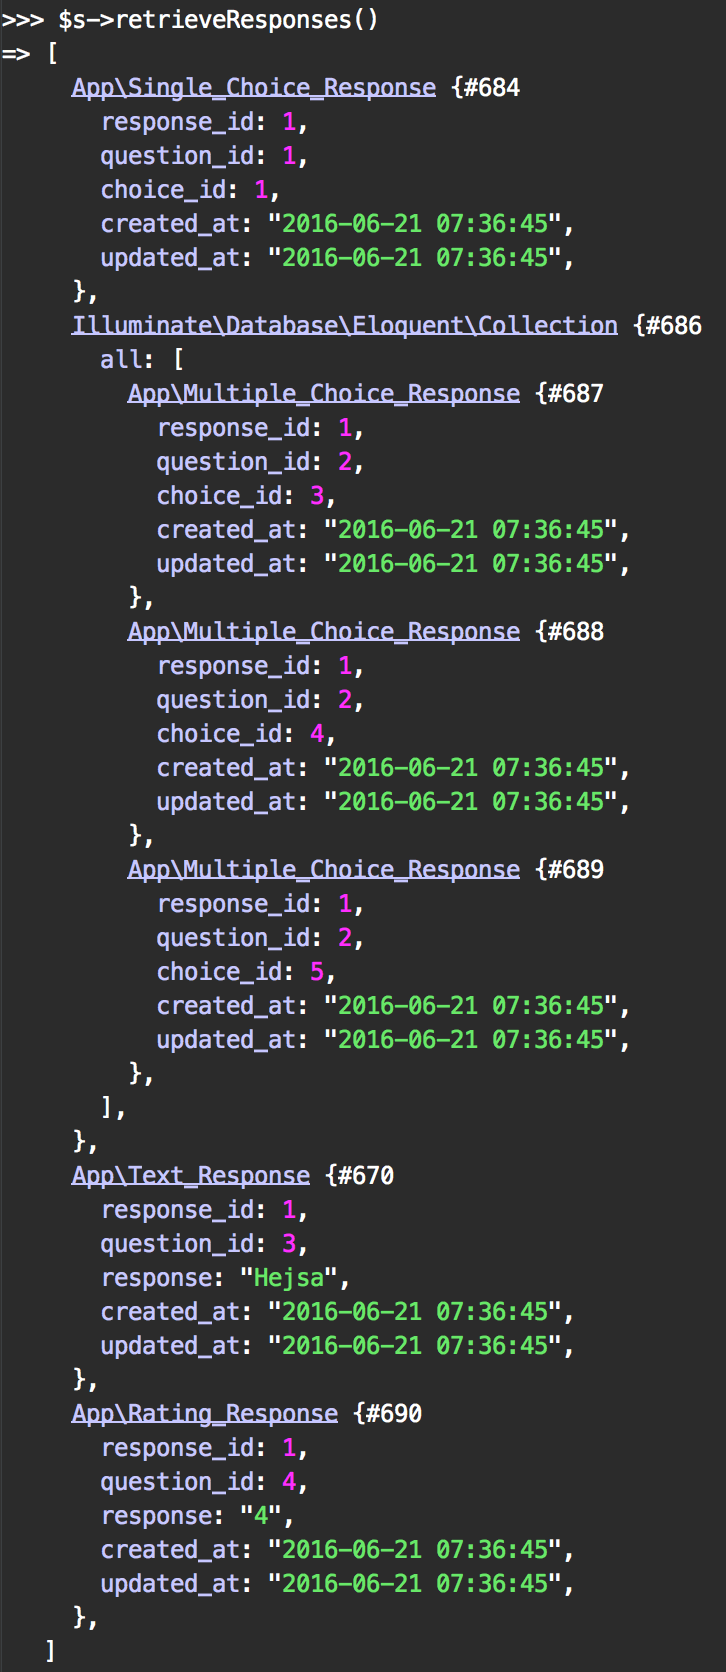 >>> $s->retrieveResponses()
=> [
     App\Single_Choice_Response {#684
       response_id: 1,
       question_id: 1,
       choice_id: 1,
       created_at: "2016-06-21 07:36:45",
       updated_at: "2016-06-21 07:36:45",
     },
     Illuminate\Database\Eloquent\Collection {#686
       all: [
         App\Multiple_Choice_Response {#687
           response_id: 1,
           question_id: 2,
           choice_id: 3,
           created_at: "2016-06-21 07:36:45",
           updated_at: "2016-06-21 07:36:45",
         },
         App\Multiple_Choice_Response {#688
           response_id: 1,
           question_id: 2,
           choice_id: 4,
           created_at: "2016-06-21 07:36:45",
           updated_at: "2016-06-21 07:36:45",
         },
         App\Multiple_Choice_Response {#689
           response_id: 1,
           question_id: 2,
           choice_id: 5,
           created_at: "2016-06-21 07:36:45",
           updated_at: "2016-06-21 07:36:45",
         },
       ],
     },
     App\Text_Response {#670
       response_id: 1,
       question_id: 3,
       response: "Hejsa",
       created_at: "2016-06-21 07:36:45",
       updated_at: "2016-06-21 07:36:45",
     },
     App\Rating_Response {#690
       response_id: 1,
       question_id: 4,
       response: "4",
       created_at: "2016-06-21 07:36:45",
       updated_at: "2016-06-21 07:36:45",
     },
   ]